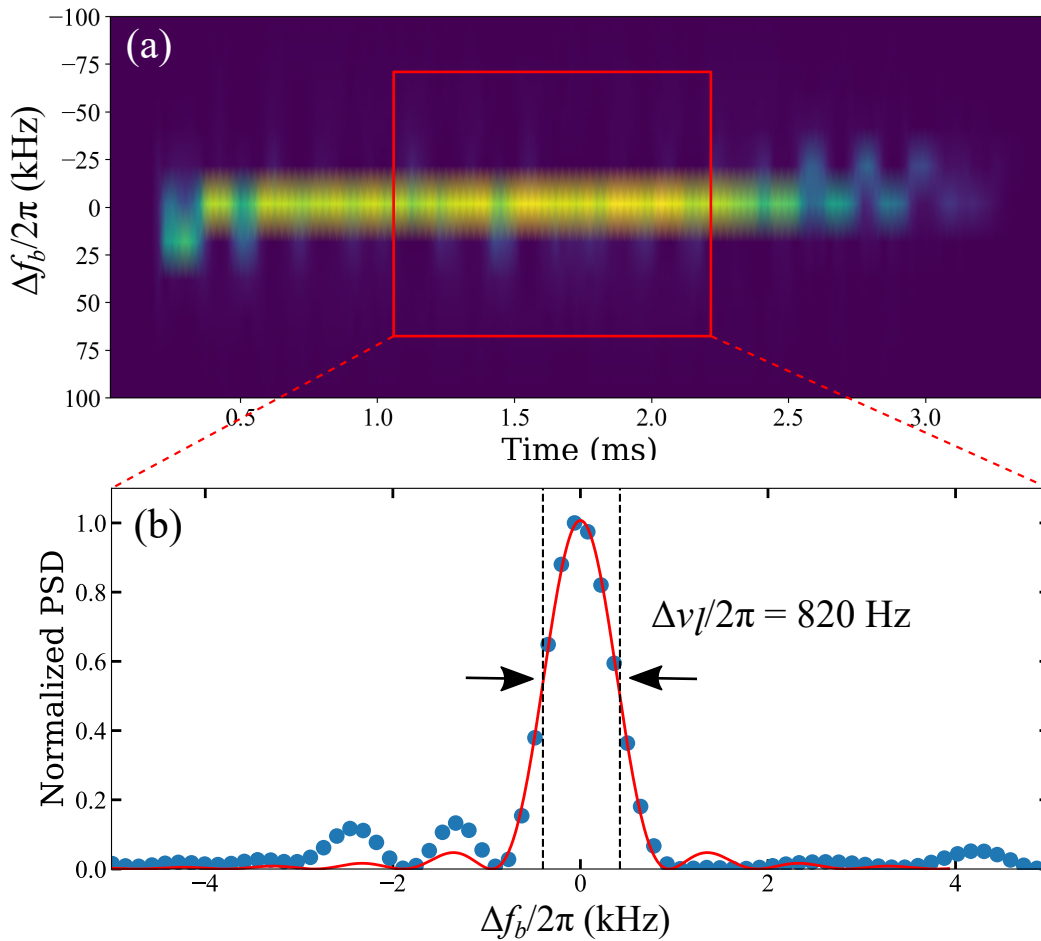 (a)
−100
−75
−50
−25
0
25
50
75
100
Δf_b/2π (kHz)
0.5 1.0 1.5 2.0 2.5 3.0
Time (ms)
(b)
1.0
0.8
0.6
0.4
0.2
0.0
Normalized PSD
Δν_l/2π = 820 Hz
−4 −2 0 2 4
Δf_b/2π (kHz)